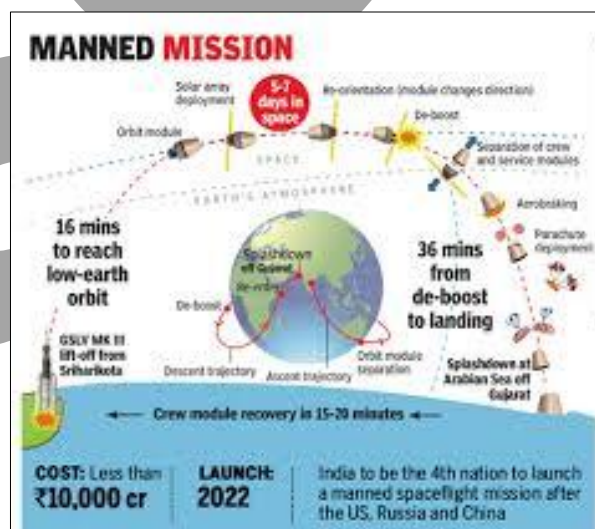 MANNED MISSION
Solar array
deployment
5-7
days in
space
Re-orientation (module changes direction)
De-boost
Orbit module
Separation of crew
and service modules
SPACE
EARTH'S ATMOSPHERE
Aerobraking
Parachute
deployment
16 mins
to reach
low-earth
orbit
Splashdown
off Gujarat
Re-entry
De-boost
36 mins
from
de-boost
to landing
GSLV MK III
lift-off from
Sriharikota
Descent trajectory
Ascent trajectory
Orbit module
separation
Splashdown at
Arabian Sea off
Gujarat
Crew module recovery in 15-20 minutes
COST: Less than
₹10,000 cr
LAUNCH:
2022
India to be the 4th nation to launch
a manned spaceflight mission after
the US, Russia and China